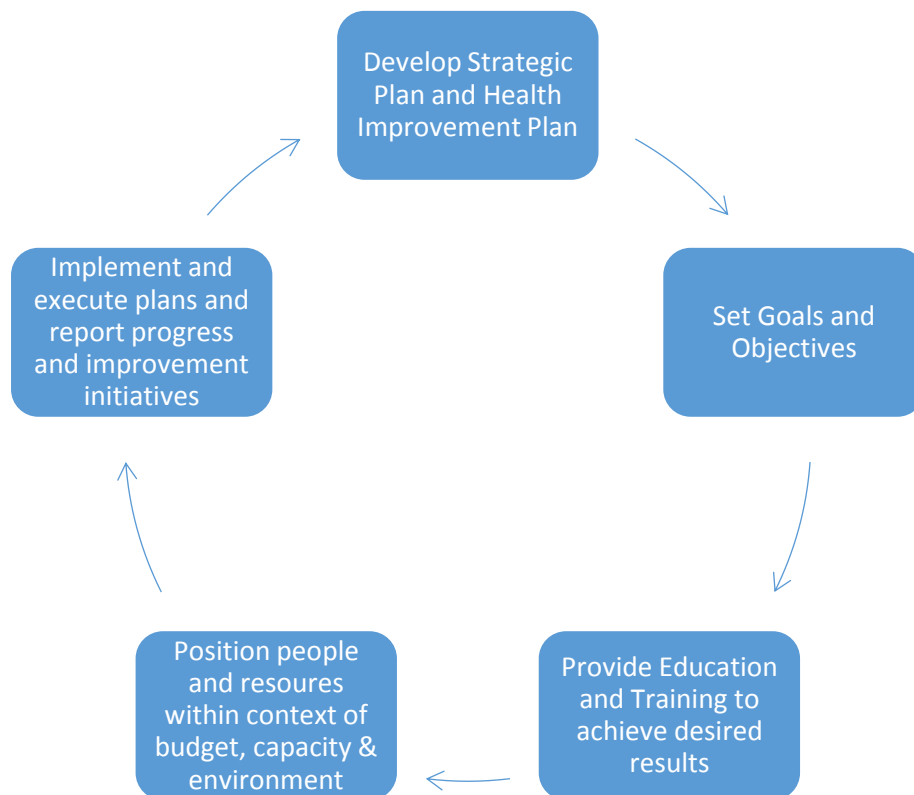 Develop Strategic
Plan and Health
Improvement Plan
Set Goals and
Objectives
Provide Education
and Training to
achieve desired
results
Position people
and resoures
within context of
budget, capacity &
environment
Implement and
execute plans and
report progress
and improvement
initiatives